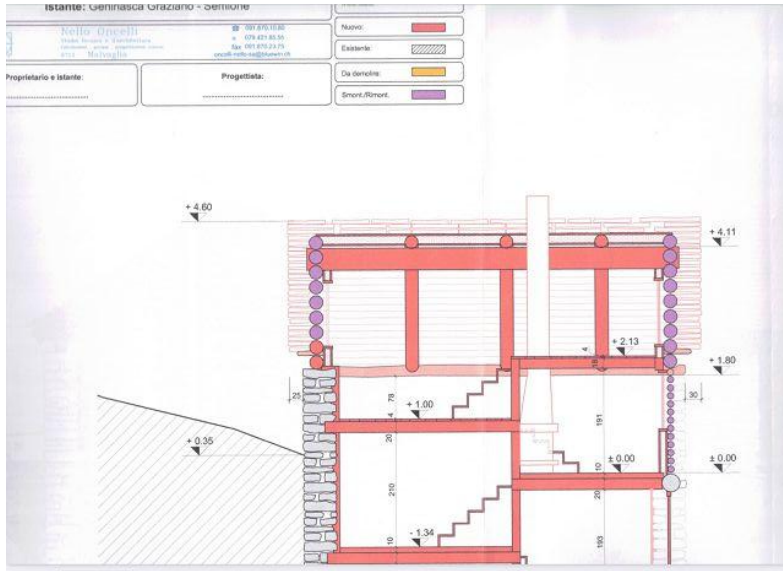 Istante: Geninasca Graziano - Semione
Nello Oncelli
Malvaglia
☎ 091.870.10.80
079.421.85.55
fax 091.870.23.75
Nuovo:
Esistente:
Da demolire:
Smont./Rimont.
Proprietario e istante:
Progettista:
+ 4.60
+ 4.11
+ 2.13
4
18
+ 1.80
25
78
30
+ 1.00
4
20
191
+ 0.35
± 0.00
± 0.00
10
20
210
- 1.34
10
193